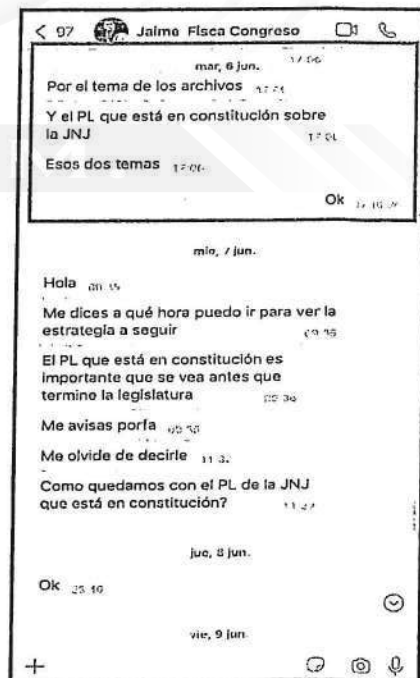 97 Jaime Fisca Congreso
mar, 6 jun.
Por el tema de los archivos
Y el PL que está en constitución sobre
la JNJ
Esos dos temas
Ok
mie, 7 jun.
Hola
Me dices a qué hora puedo ir para ver la
estrategia a seguir
El PL que está en constitución es
importante que se vea antes que
termine la legislatura
Me avisas porfa
Me olvide de decirle
Como quedamos con el PL de la JNJ
que está en constitución?
jue, 8 jun.
Ok
vie, 9 jun.